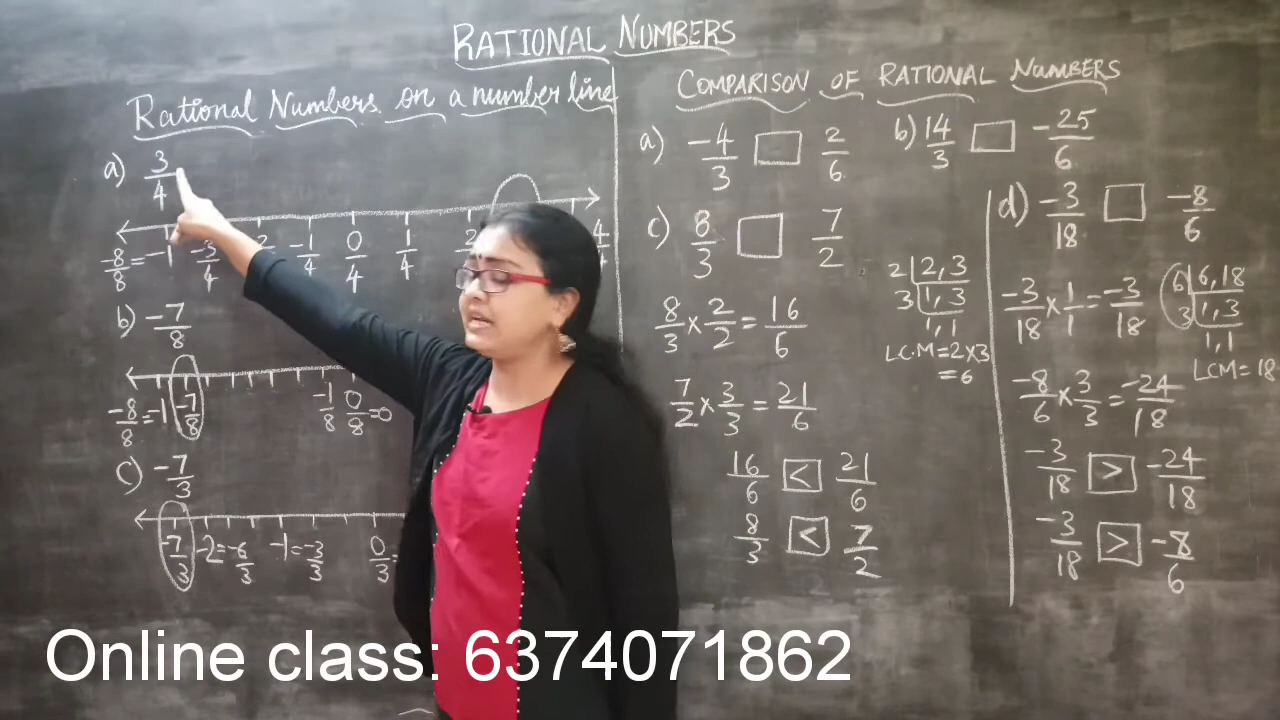 RATIONAL NUMBERS
Rational Numbers on a number line
a) 3/4
-8/8 = -1 -3/4 -1/4 0/4 1/4 2 4/4
b) -7/8
-8/8 = -1 -7/8 -1/8 0/8 = 0
c) -7/3
-7/3 -2 = -6/3 -1 = -3/3 0/3 =
COMPARISON OF RATIONAL NUMBERS
a) -4/3 □ 2/6
b) 14/3 □ -25/6
c) 8/3 □ 7/2
8/3 × 2/2 = 16/6
7/2 × 3/3 = 21/6
16/6 < 21/6
8/3 < 7/2
2 | 2, 3
3 | 1, 3
1, 1
L.C.M = 2 × 3
= 6
d) -3/18 □ -8/6
-3/18 × 1/1 = -3/18
-8/6 × 3/3 = -24/18
-3/18 > -24/18
-3/18 > -8/6
6 | 6, 18
3 | 1, 3
1, 1
LCM = 18
Online class: 6374071862